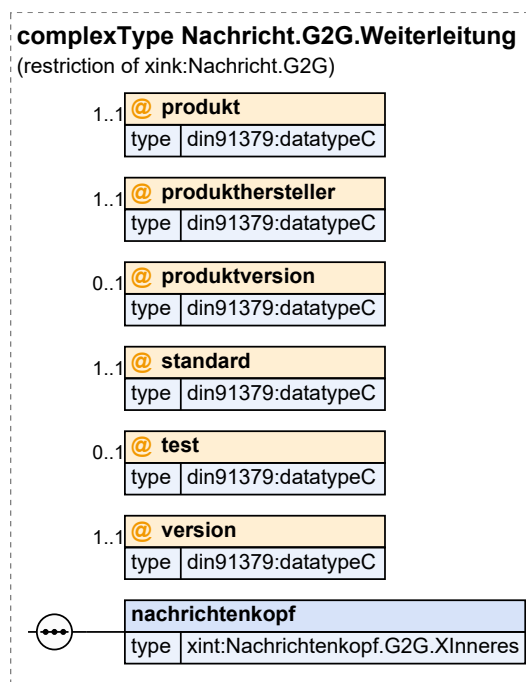 complexType Nachricht.G2G.Weiterleitung
(restriction of xink:Nachricht.G2G)
1..1 @ produkt
type din91379:datatypeC
1..1 @ produkthersteller
type din91379:datatypeC
0..1 @ produktversion
type din91379:datatypeC
1..1 @ standard
type din91379:datatypeC
0..1 @ test
type din91379:datatypeC
1..1 @ version
type din91379:datatypeC
nachrichtenkopf
type xint:Nachrichtenkopf.G2G.XInneres